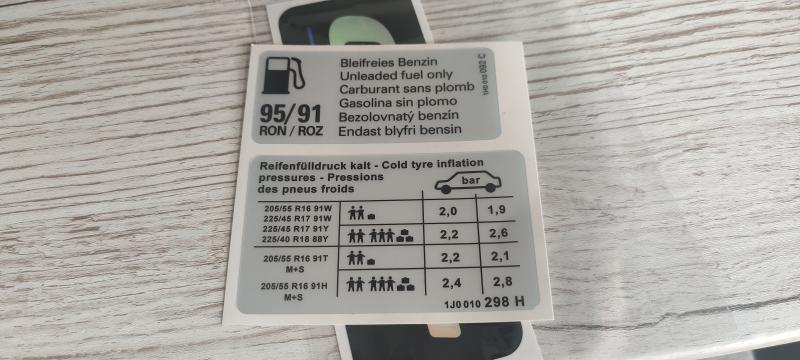 Bleifreies Benzin
Unleaded fuel only
Carburant sans plomb
Gasolina sin plomo
Bezolovnatý benzín
Endast blyfri bensin
95/91
RON / ROZ
1H0 010 092 C
Reifenfülldruck kalt - Cold tyre inflation
pressures - Pressions
des pneus froids
bar
205/55 R16 91W
225/45 R17 91W
225/45 R17 91Y
225/40 R18 88Y
2,0 1,9
2,2 2,6
205/55 R16 91T
M+S
2,2 2,1
205/55 R16 91H
M+S
2,4 2,8
1J0 010 298 H